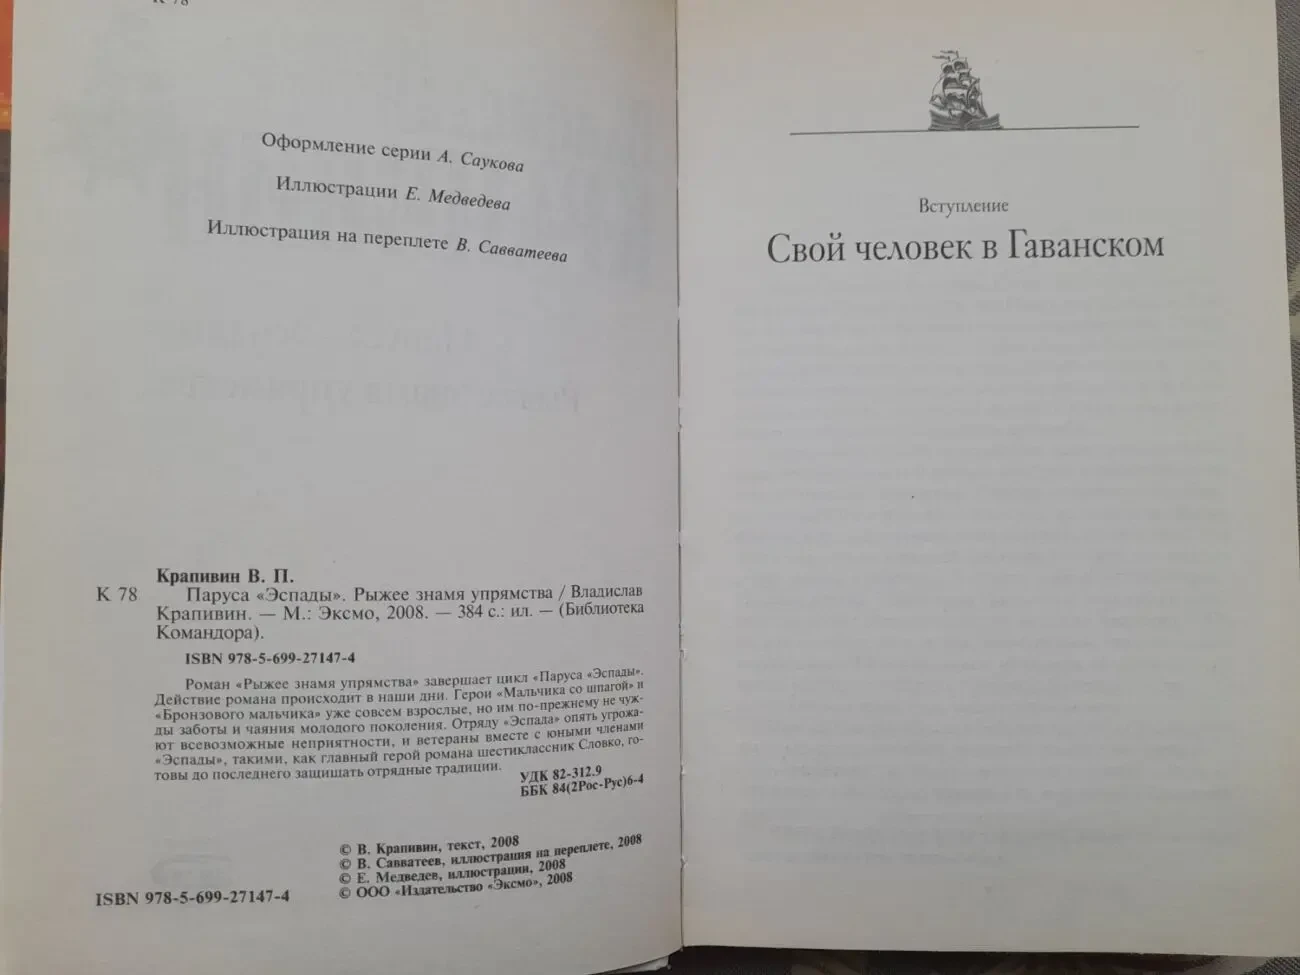 К 78
Оформление серии А. Саукова
Иллюстрации Е. Медведева
Иллюстрация на переплете В. Савватеева
Крапивин В. П.
К 78 Паруса «Эспады». Рыжее знамя упрямства / Владислав
Крапивин. — М.: Эксмо, 2008. — 384 с.: ил. — (Библиотека
Командора).
ISBN 978-5-699-27147-4
Роман «Рыжее знамя упрямства» завершает цикл «Паруса «Эспады».
Действие романа происходит в наши дни. Герои «Мальчика со шпагой» и
«Бронзового мальчика» уже совсем взрослые, но им по-прежнему не чуж-
ды заботы и чаяния молодого поколения. Отряду «Эспада» опять угрожа-
ют всевозможные неприятности, и ветераны вместе с юными членами
«Эспады», такими, как главный герой романа шестиклассник Словко, го-
товы до последнего защищать отрядные традиции.
УДК 82-312.9
ББК 84(2Рос-Рус)6-4
© В. Крапивин, текст, 2008
© В. Савватеев, иллюстрация на переплете, 2008
© Е. Медведев, иллюстрации, 2008
© ООО «Издательство «Эксмо», 2008
ISBN 978-5-699-27147-4
Вступление
Свой человек в Гаванском